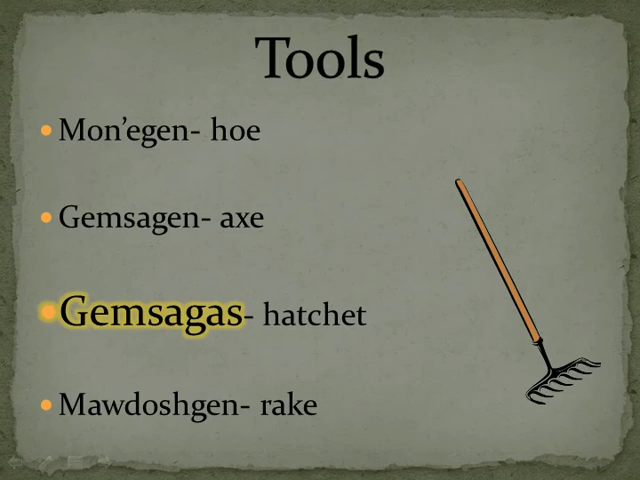 Tools
Mon'egen- hoe
Gemsagen- axe
Gemsagas- hatchet
Mawdoshgen- rake